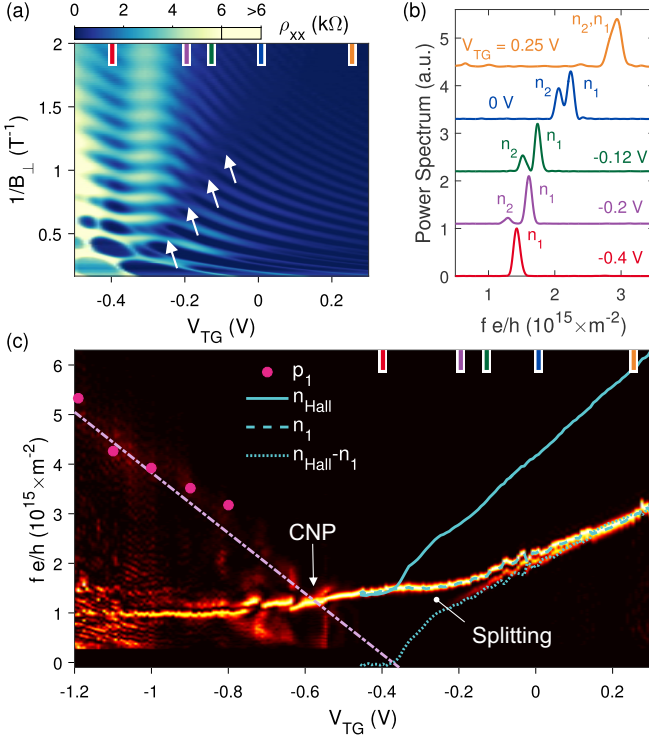 (a)
0 2 4 6 >6
ρxx (kΩ)
2
1.5
1
0.5
1/B⊥ (T-1)
-0.4 -0.2 0 0.2
VTG (V)
(b)
VTG = 0.25 V
n2,n1
0 V
n2
n1
-0.12 V
n2
n1
-0.2 V
n2
n1
-0.4 V
n1
5
4
3
2
1
0
Power Spectrum (a.u.)
1 2 3
f e/h (10^15×m-2)
(c)
p1
nHall
n1
nHall-n1
CNP
Splitting
6
5
4
3
2
1
0
f e/h (10^15×m-2)
-1.2 -1 -0.8 -0.6 -0.4 -0.2 0
VTG (V)